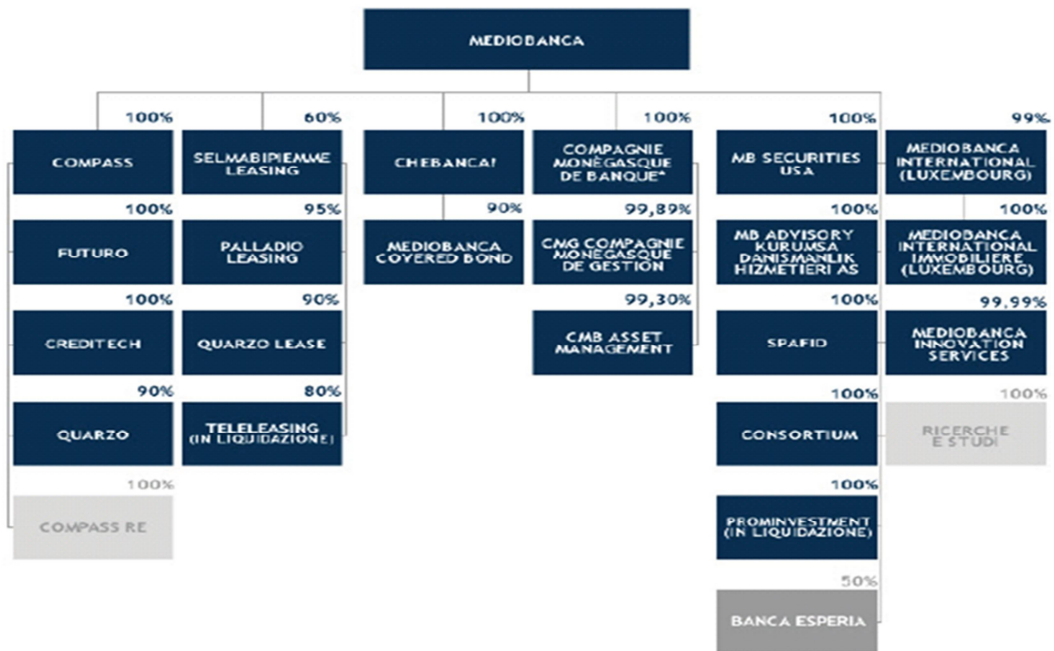 MEDIOBANCA
100%
COMPASS
100%
FUTURO
100%
CREDITECH
90%
QUARZO
100%
COMPASS RE
60%
SELMABIPIEMME
LEASING
95%
PALLADIO
LEASING
90%
QUARZO LEASE
80%
TELELEASING
(IN LIQUIDAZIONE)
100%
CHEBANCA!
90%
MEDIOBANCA
COVERED BOND
100%
COMPAGNIE
MONÉGASQUE
DE BANQUE*
99,89%
CMG COMPAGNIE
MONÉGASQUE
DE GESTION
99,30%
CMB ASSET
MANAGEMENT
100%
MB SECURITIES
USA
100%
MB ADVISORY
KURUMSA
DANISMANLIK
HIZMETIERI AS
100%
SPAFID
100%
CONSORTIUM
100%
PROMINVESTMENT
(IN LIQUIDAZIONE)
50%
BANCA ESPERIA
99%
MEDIOBANCA
INTERNATIONAL
(LUXEMBOURG)
100%
MEDIOBANCA
INTERNATIONAL
IMMOBILIERE
(LUXEMBOURG)
99.99%
MEDIOBANCA
INNOVATION
SERVICES
100%
RICERCHE
E STUDI